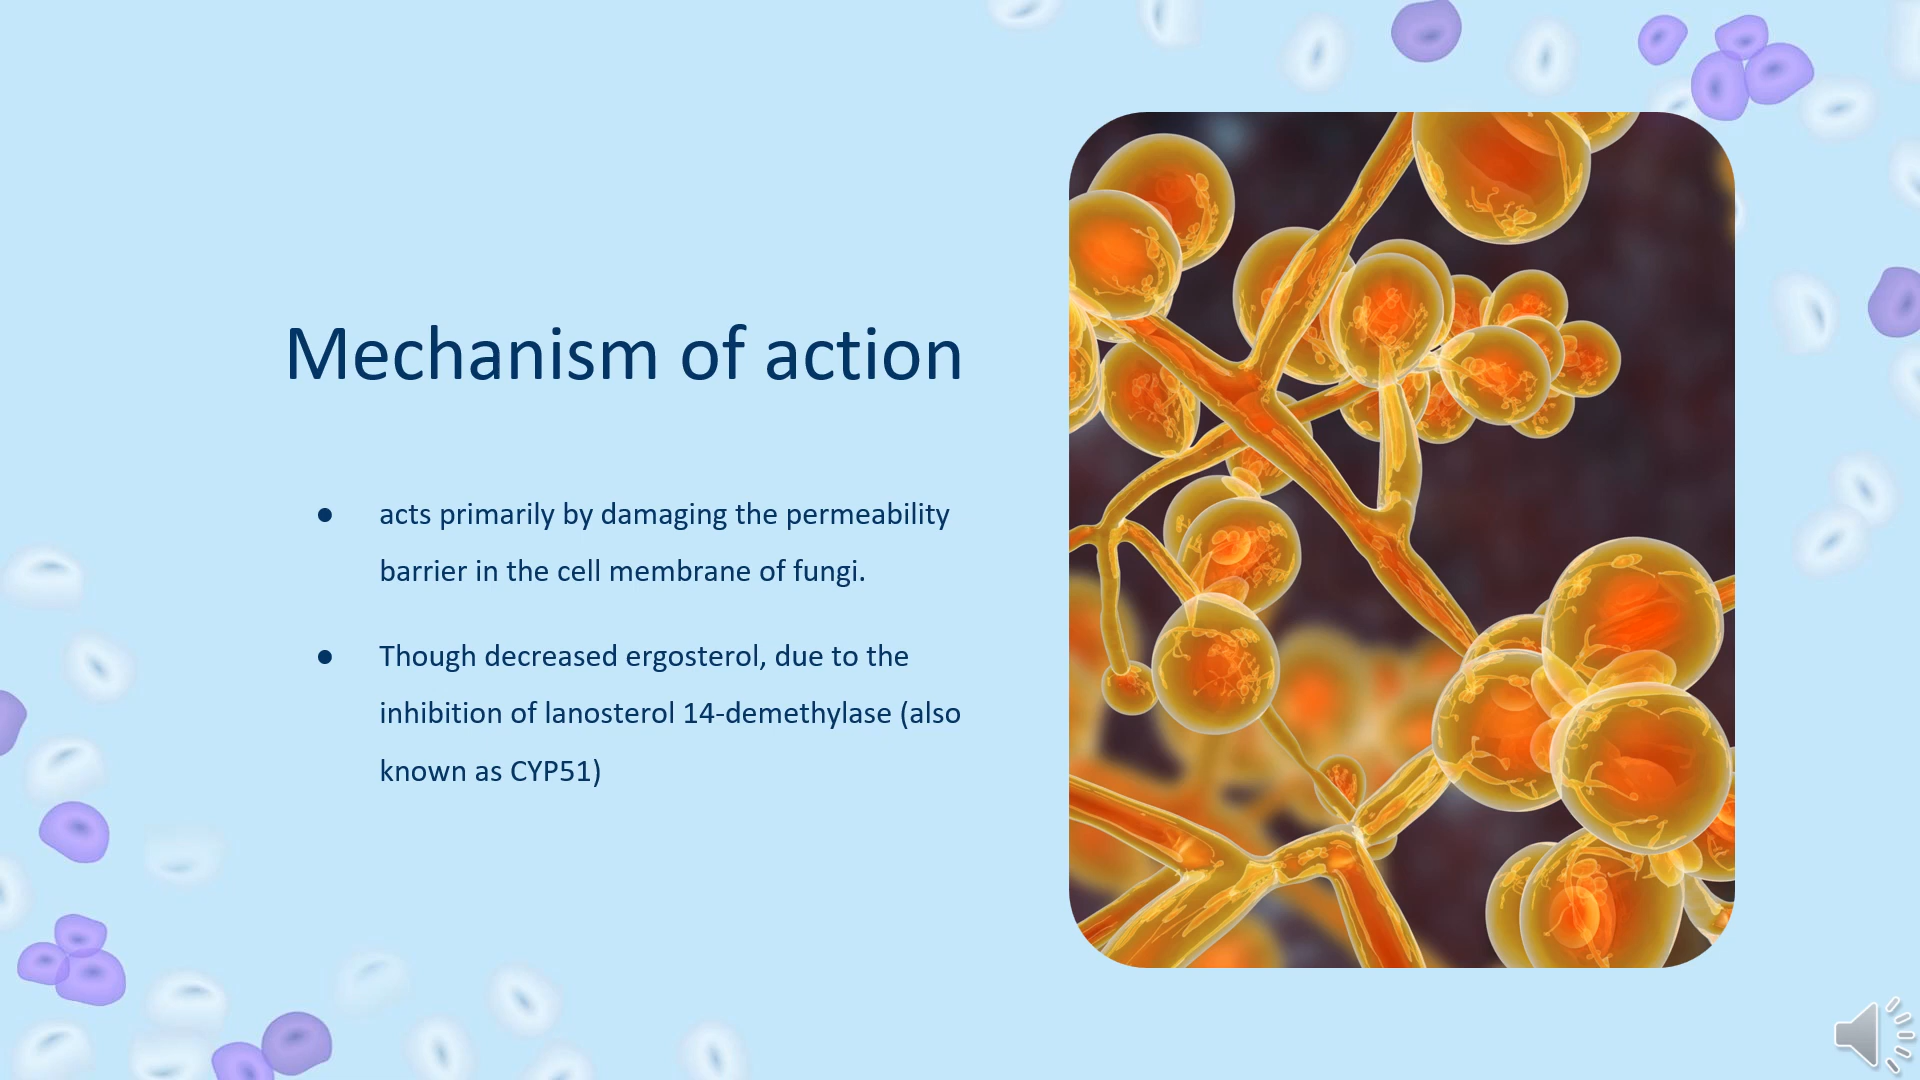 Mechanism of action
● acts primarily by damaging the permeability
barrier in the cell membrane of fungi.
● Though decreased ergosterol, due to the
inhibition of lanosterol 14-demethylase (also
known as CYP51)